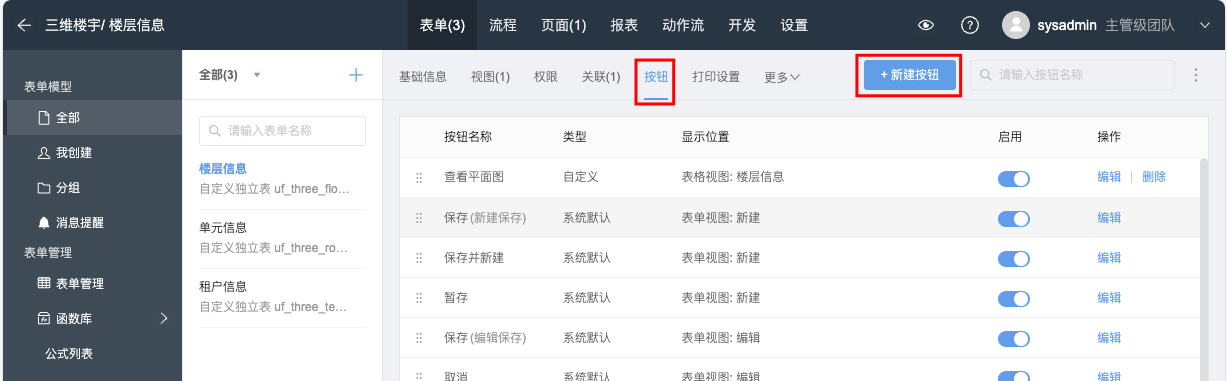 三维楼宇/ 楼层信息 表单(3) 流程 页面(1) 报表 动作流 开发 设置 sysadmin 主管级团队
表单模型
全部
我创建
分组
消息提醒
表单管理
表单管理
函数库
公式列表
全部(3)
请输入表单名称
楼层信息
自定义独立表 uf_three_flo...
单元信息
自定义独立表 uf_three_ro...
租户信息
自定义独立表 uf_three_te...
基础信息 视图(1) 权限 关联(1) 按钮 打印设置 更多 + 新建按钮 请输入按钮名称
按钮名称 类型 显示位置 启用 操作
查看平面图 自定义 表格视图: 楼层信息 编辑 | 删除
保存 (新建保存) 系统默认 表单视图: 新建 编辑
保存并新建 系统默认 表单视图: 新建 编辑
暂存 系统默认 表单视图: 新建 编辑
保存 (编辑保存) 系统默认 表单视图: 编辑 编辑
取消 系统默认 表单视图: 编辑 编辑